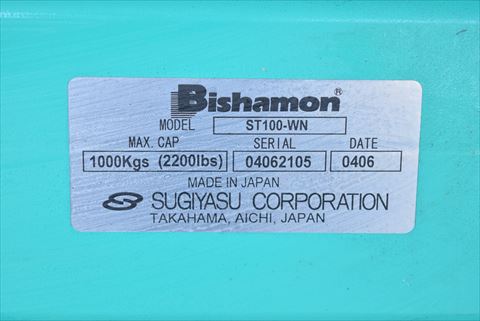 Bishamon®
MODEL ST100-WN
MAX. CAP SERIAL DATE
1000Kgs (2200lbs) 04062105 0406
MADE IN JAPAN
SUGIYASU CORPORATION
TAKAHAMA, AICHI, JAPAN